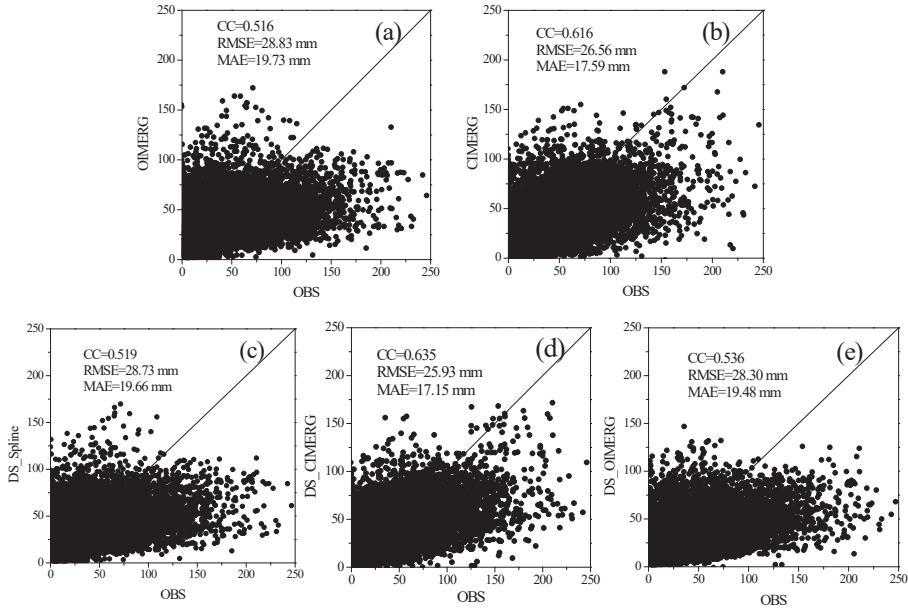 (a)
CC=0.516
RMSE=28.83 mm
MAE=19.73 mm
250
200
150
100
50
0
OIMERG
0 50 100 150 200 250
OBS
(b)
CC=0.616
RMSE=26.56 mm
MAE=17.59 mm
250
200
150
100
50
0
CIMERG
0 50 100 150 200 250
OBS
(c)
CC=0.519
RMSE=28.73 mm
MAE=19.66 mm
250
200
150
100
50
0
DS_Spline
0 50 100 150 200 250
OBS
(d)
CC=0.635
RMSE=25.93 mm
MAE=17.15 mm
250
200
150
100
50
0
DS_CIMERG
0 50 100 150 200 250
OBS
(e)
CC=0.536
RMSE=28.30 mm
MAE=19.48 mm
250
200
150
100
50
0
DS_OIMERG
0 50 100 150 200 250
OBS